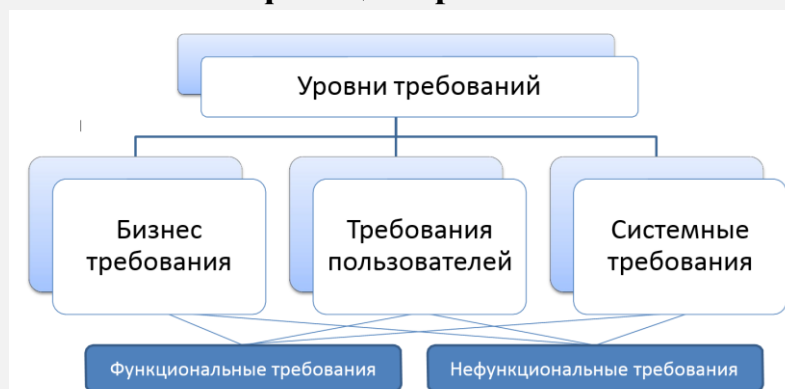 Уровни требований
Бизнес
требования
Требования
пользователей
Системные
требования
Функциональные требования
Нефункциональные требования